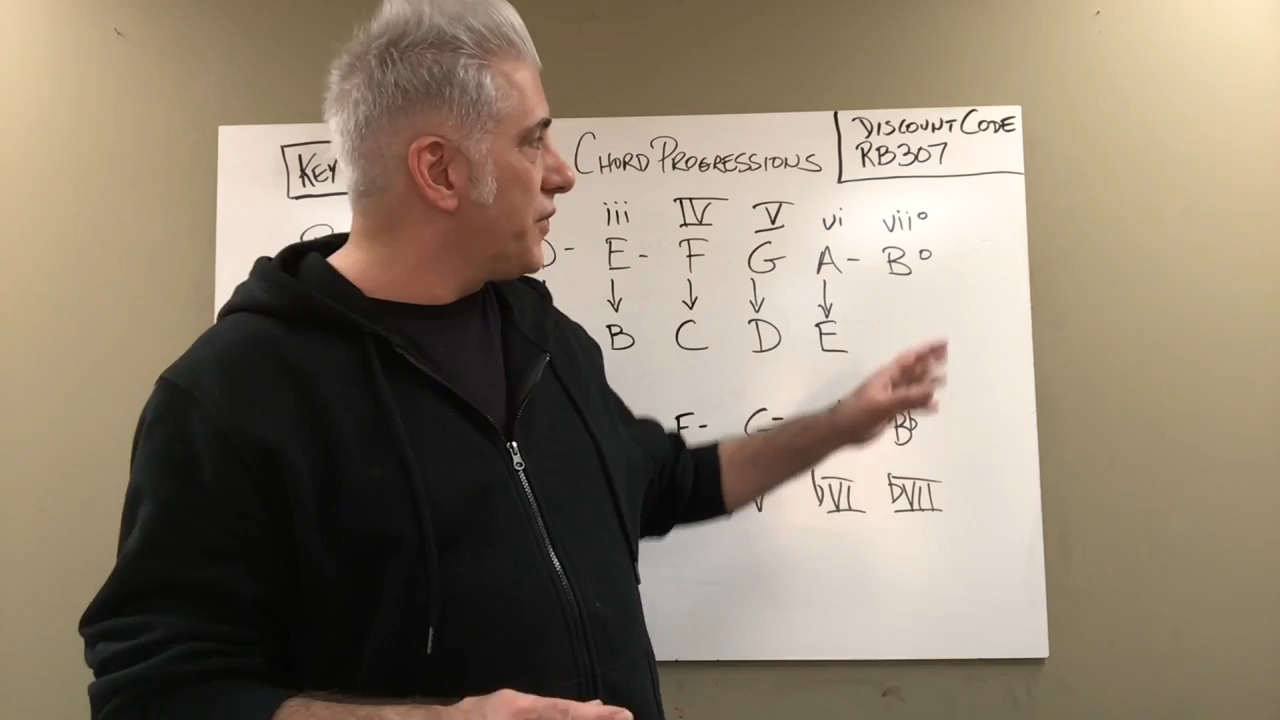 KEY CHORD PROGRESSIONS
DISCOUNT CODE
RB307
iii IV V vi vii°
- E- F G A- B°
↓ ↓ ↓ ↓
B C D E
F- G- B♭
V ♭VI ♭VII